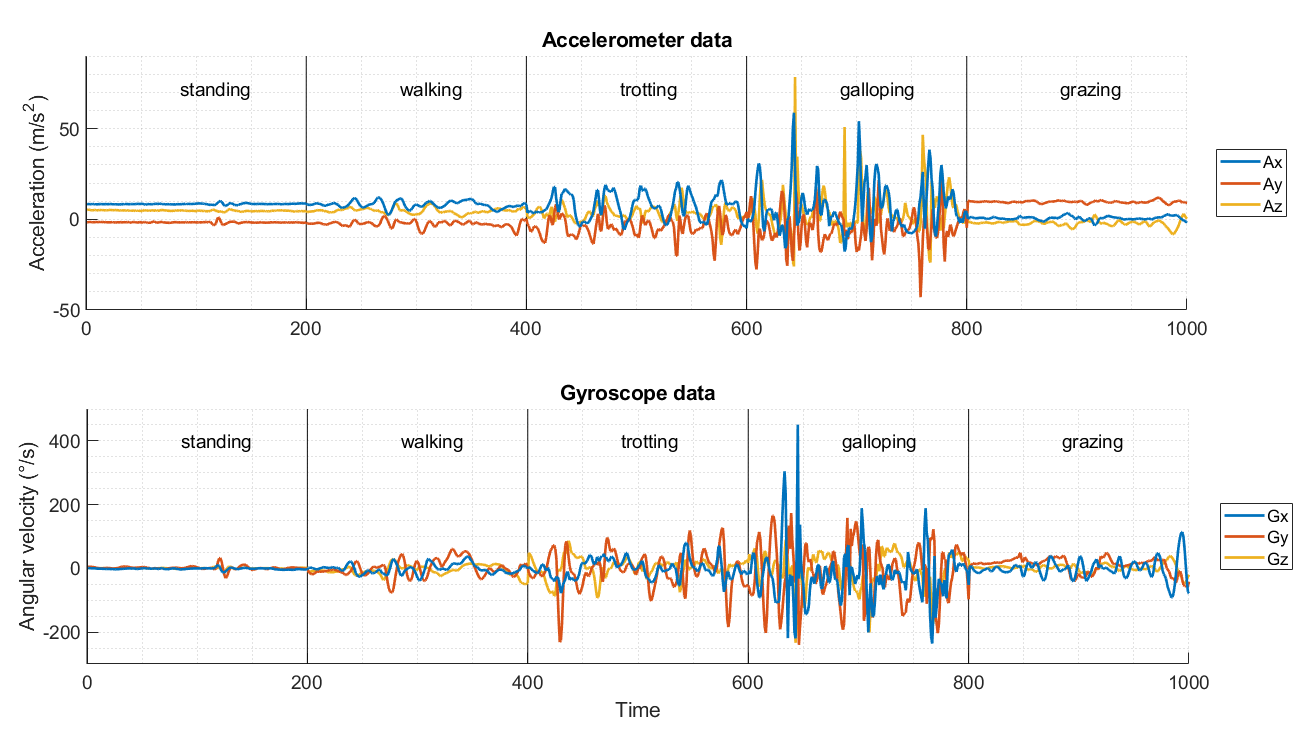 Accelerometer data
standing walking trotting galloping grazing
Acceleration (m/s²)
50
0
-50
0 200 400 600 800 1000
Ax
Ay
Az
Gyroscope data
standing walking trotting galloping grazing
Angular velocity (°/s)
400
200
0
-200
0 200 400 600 800 1000
Time
Gx
Gy
Gz